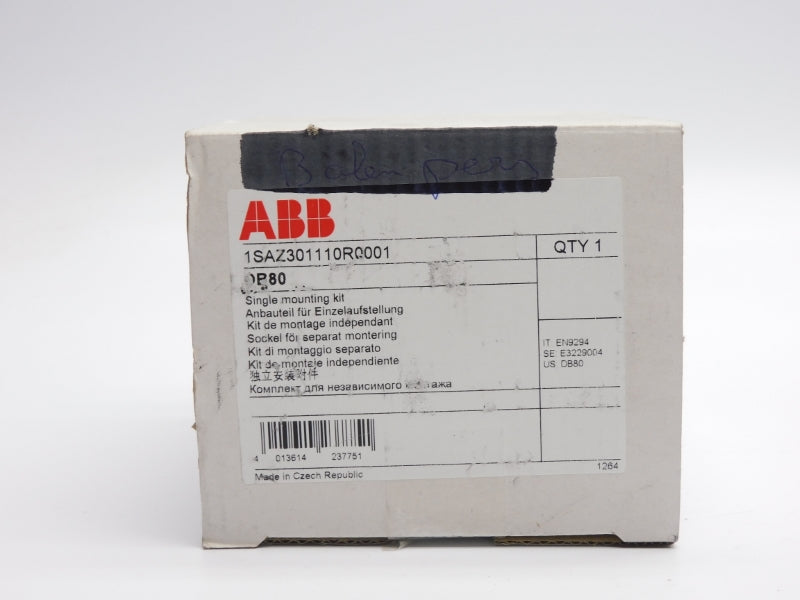 Balen pers
ABB
1SAZ301110R0001
QTY 1
DB80
Single mounting kit
Anbauteil für Einzelaufstellung
Kit de montage indépendant
Sockel för separat montering
Kit di montaggio separato
Kit de montaje independiente
独立安装附件
Комплект для независимого монтажа
IT: EN9294
SE: E3229004
US: DB80
4 013614 237751
Made in Czech Republic
1264